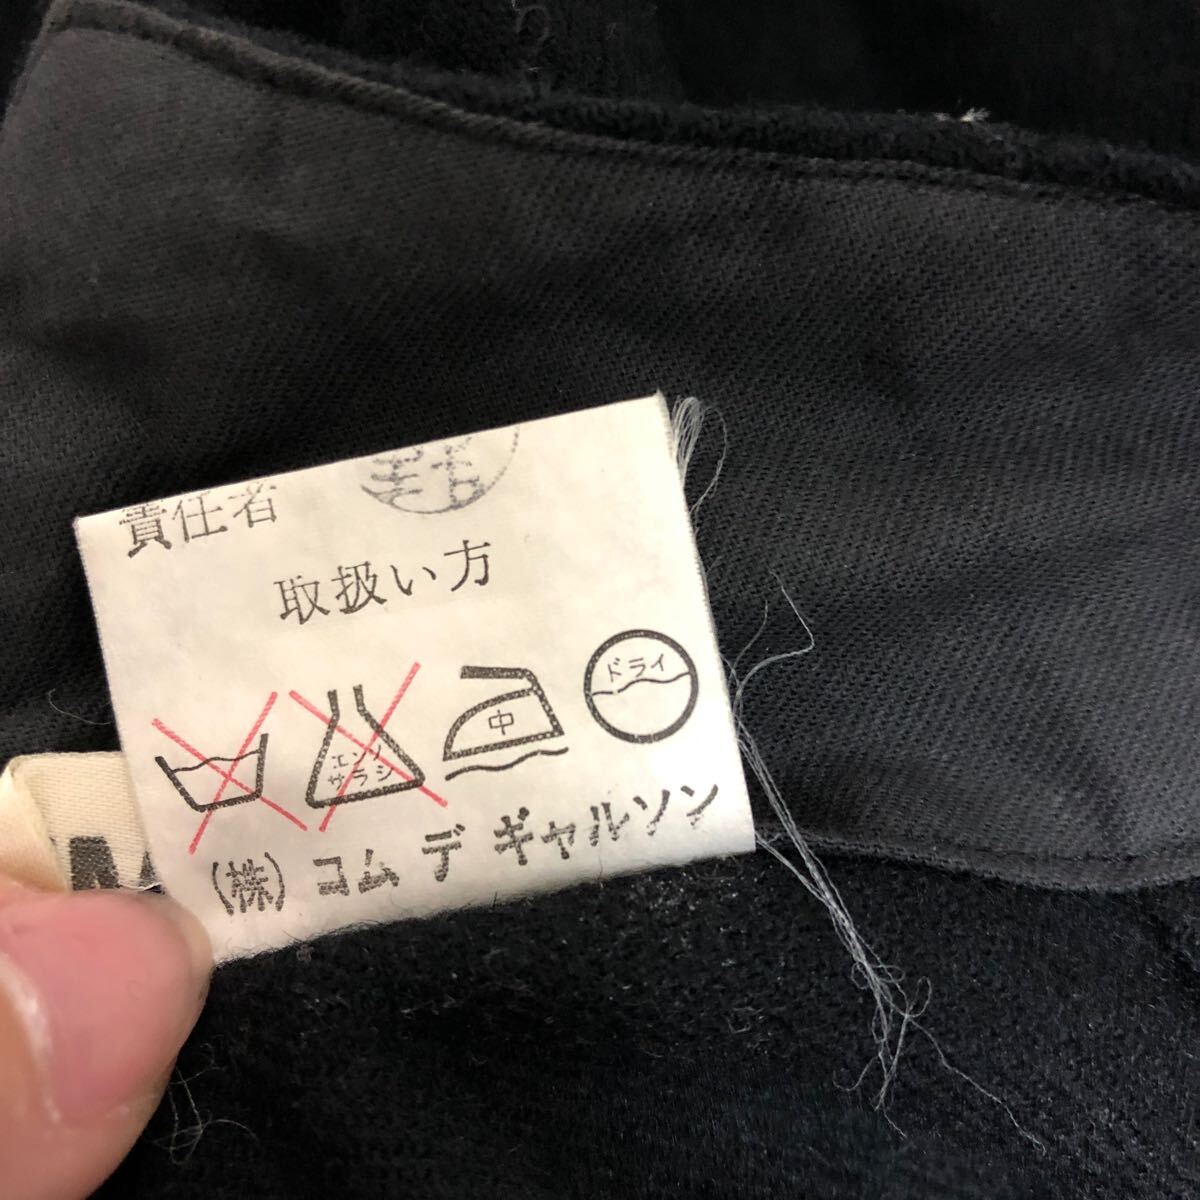 責任者
取扱い方
エンソ
サラシ
中
ドライ
(株) コム デ ギャルソン
M